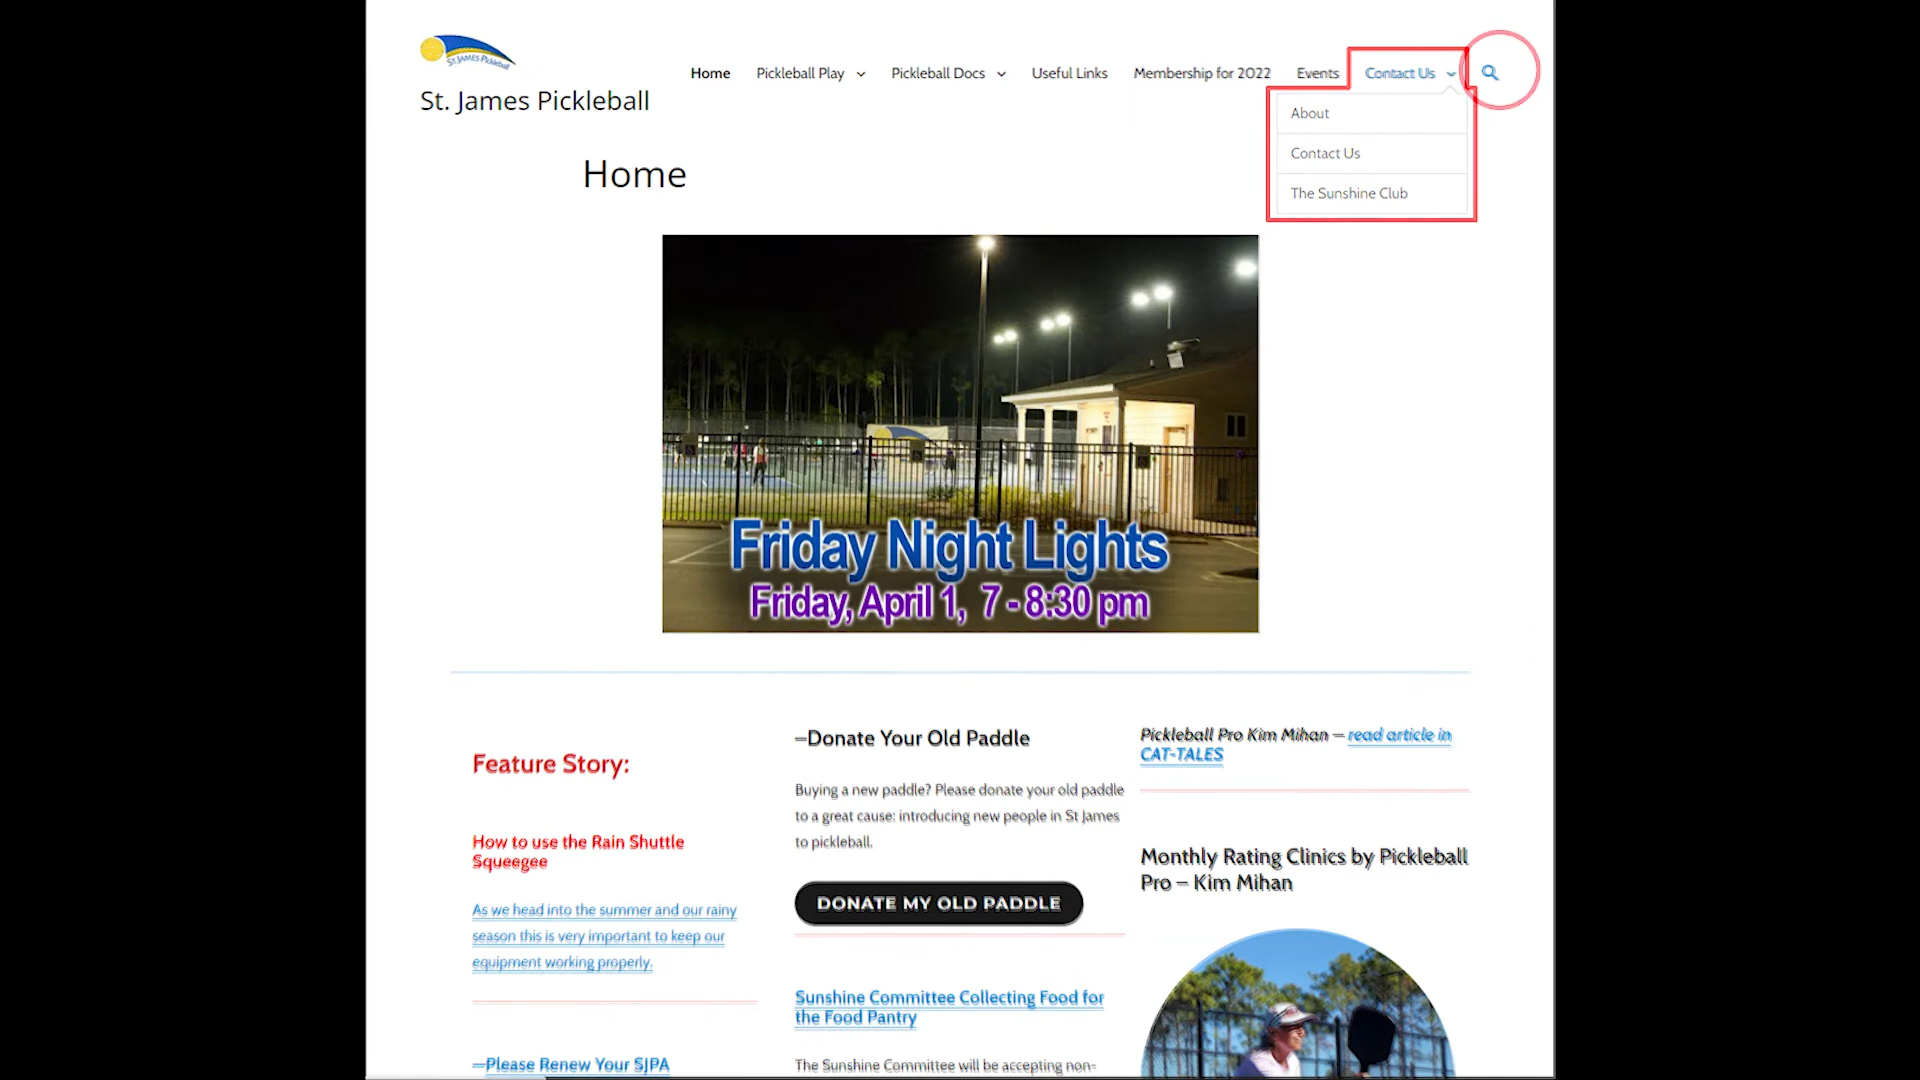 St. JAMES Pickleball
St. James Pickleball
Home
Pickleball Play
Pickleball Docs
Useful Links
Membership for 2022
Events
Contact Us
About
Contact Us
The Sunshine Club
Home
Friday Night Lights
Friday, April 1, 7 - 8:30 pm
Feature Story:
How to use the Rain Shuttle
Squeegee
As we head into the summer and our rainy
season this is very important to keep our
equipment working properly.
—Please Renew Your SJPA
—Donate Your Old Paddle
Buying a new paddle? Please donate your old paddle
to a great cause: introducing new people in St James
to pickleball.
DONATE MY OLD PADDLE
Sunshine Committee Collecting Food for
the Food Pantry
The Sunshine Committee will be accepting non-
Pickleball Pro Kim Mihan — read article in
CAT-TALES
Monthly Rating Clinics by Pickleball
Pro – Kim Mihan